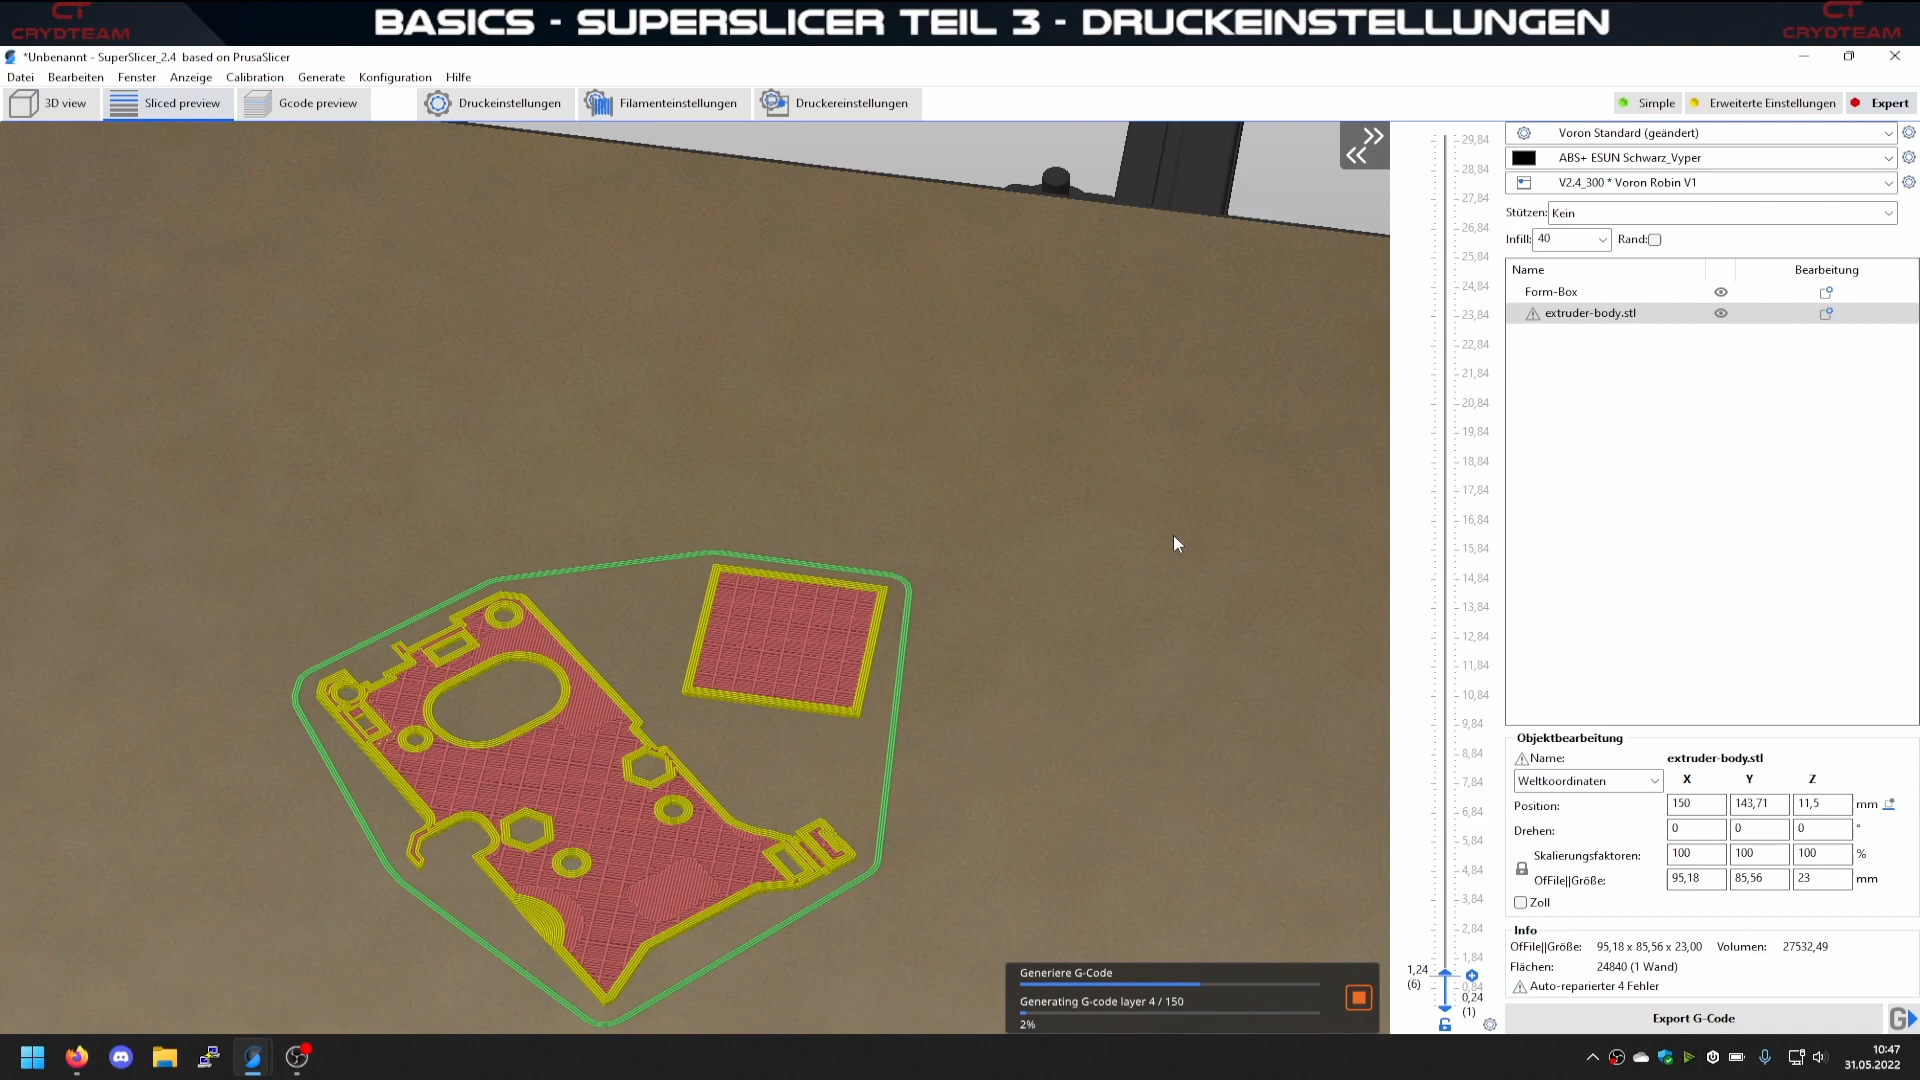 CT
CRYDTEAM
BASICS - SUPERSLICER TEIL 3 - DRUCKEINSTELLUNGEN
CT
CRYDTEAM
*Unbenannt - SuperSlicer_2.4 based on PrusaSlicer
Datei Bearbeiten Fenster Anzeige Calibration Generate Konfiguration Hilfe
3D view Sliced preview Gcode preview Druckeinstellungen Filamenteinstellungen Druckereinstellungen Simple Erweiterte Einstellungen Expert
Voron Standard (geändert)
ABS+ ESUN Schwarz_Vyper
V2.4_300 * Voron Robin V1
Stützen: Kein
Infill: 40 Rand:
Name Bearbeitung
Form-Box
extruder-body.stl
29,84
28,84
27,84
26,84
25,84
24,84
23,84
22,84
21,84
20,84
19,84
18,84
17,84
16,84
15,84
14,84
13,84
12,84
11,84
10,84
9,84
8,84
7,84
6,84
5,84
4,84
3,84
2,84
1,84
1,24
(6)
0,84
0,24
(1)
Objektbearbeitung
Name: extruder-body.stl
Weltkoordinaten X Y Z
Position: 150 143,71 11,5 mm
Drehen: 0 0 0 °
Skalierungsfaktoren: 100 100 100 %
OfFile||Größe: 95,18 85,56 23 mm
Zoll
Info
OfFile||Größe: 95,18 x 85,56 x 23,00 Volumen: 27532,49
Flächen: 24840 (1 Wand)
Auto-reparierter 4 Fehler
Export G-Code
G
Generiere G-Code
Generating G-code layer 4 / 150
2%
10:47
31.05.2022